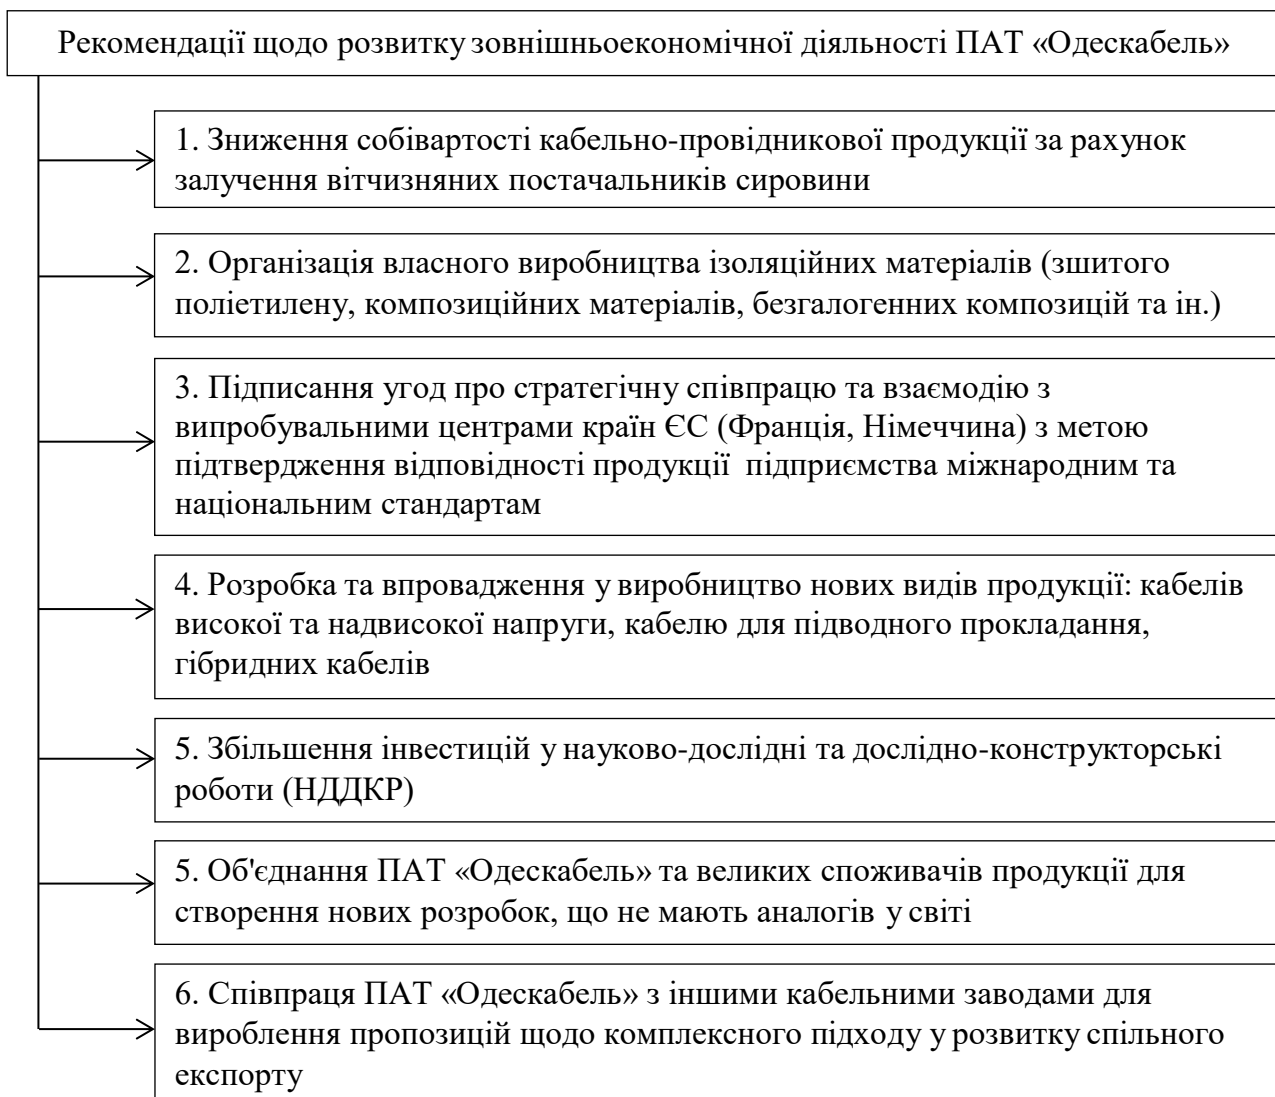 Рекомендації щодо розвитку зовнішньоекономічної діяльності ПАТ «Одескабель»
1. Зниження собівартості кабельно-провідникової продукції за рахунок
залучення вітчизняних постачальників сировини
2. Організація власного виробництва ізоляційних матеріалів (зшитого
поліетилену, композиційних матеріалів, безгалогенних композицій та ін.)
3. Підписання угод про стратегічну співпрацю та взаємодію з
випробувальними центрами країн ЄС (Франція, Німеччина) з метою
підтвердження відповідності продукції підприємства міжнародним та
національним стандартам
4. Розробка та впровадження у виробництво нових видів продукції: кабелів
високої та надвисокої напруги, кабелю для підводного прокладання,
гібридних кабелів
5. Збільшення інвестицій у науково-дослідні та дослідно-конструкторські
роботи (НДДКР)
5. Об'єднання ПАТ «Одескабель» та великих споживачів продукції для
створення нових розробок, що не мають аналогів у світі
6. Співпраця ПАТ «Одескабель» з іншими кабельними заводами для
вироблення пропозицій щодо комплексного підходу у розвитку спільного
експорту